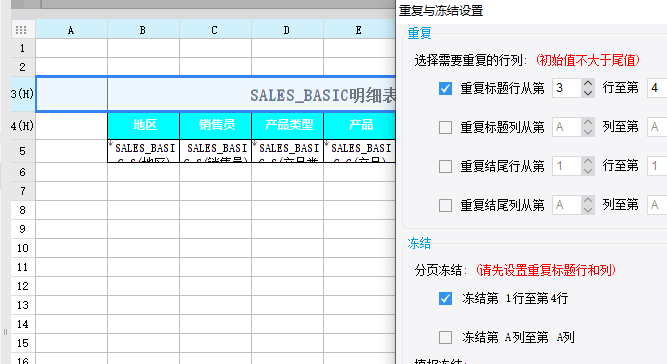 重复与冻结设置
A B C D E
重复
1
选择需要重复的行列: (初始值不大于尾值)
2
3(H) SALES_BASIC明细表
重复标题行从第 3 行至第 4
4(H) 地区 销售员 产品类型 产品
重复标题列从第 A 列至第 A
5 SALES_BASI SALES_BASI SALES_BASI SALES_BASI
C.G(地区) C.G(销售员) C.G(产品类 C.G(产品)
6
重复结尾行从第 1 行至第 1
7
8
重复结尾列从第 A 列至第 A
9
10
冻结
11
分页冻结: (请先设置重复标题行和列)
12
13
冻结第 1行至第4行
14
15
冻结第 A列至第 A列
16
填报冻结: